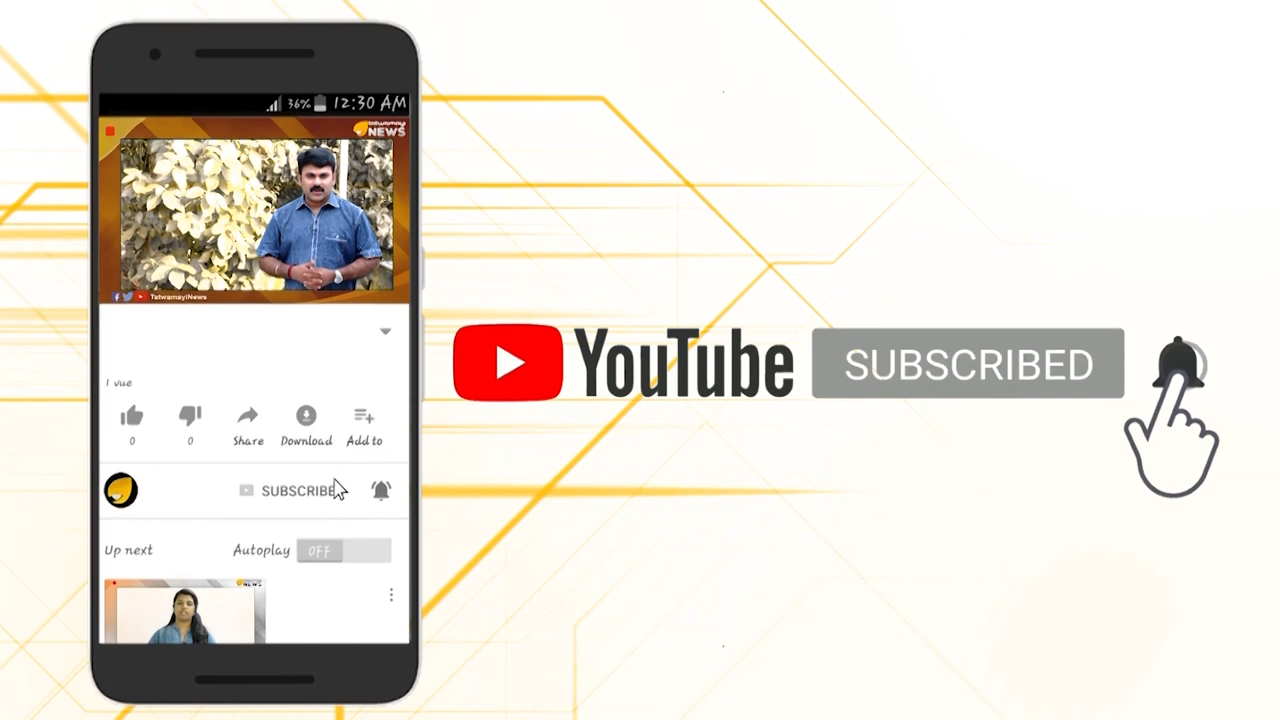 36% 12:30 AM
tatwamayi
NEWS
TatwamayiNews
1 vue
0 0 Share Download Add to
SUBSCRIBE
Up next Autoplay OFF
NEWS
YouTube SUBSCRIBED